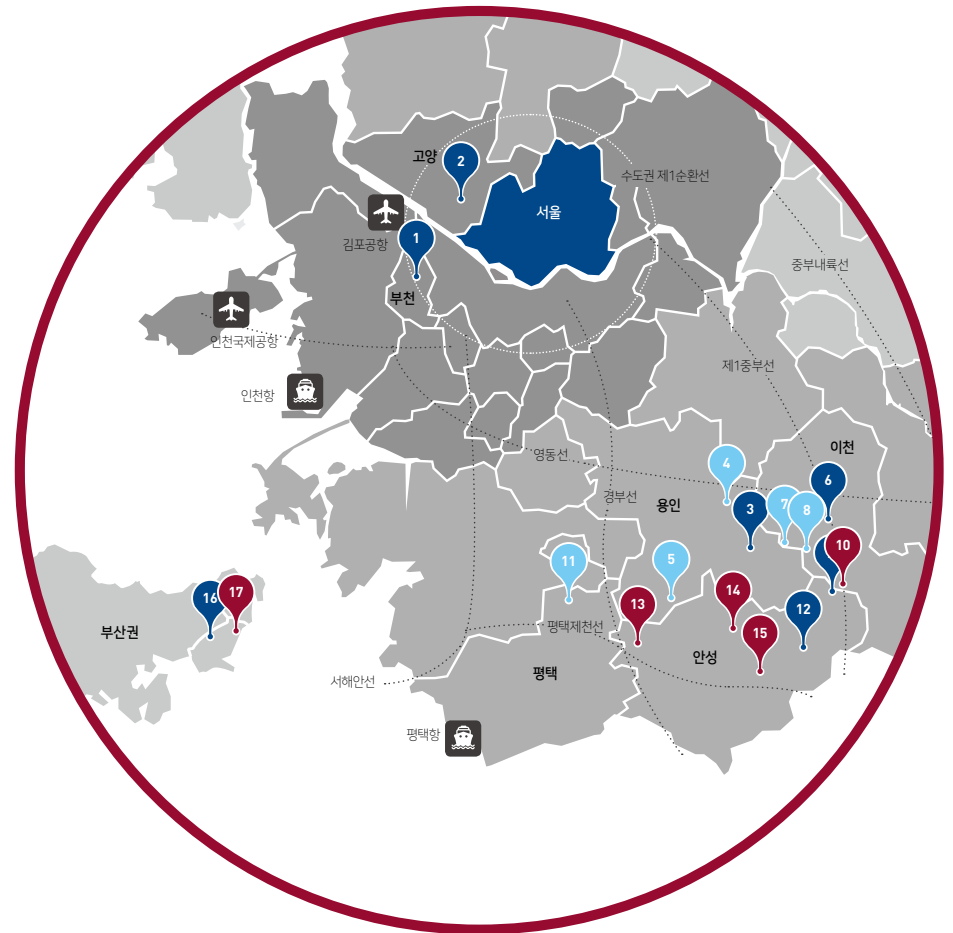 고양
2
수도권 제1순환선
서울
김포공항
1
중부내륙선
부천
인천국제공항
제1중부선
인천항
이천
영동선
4
6
경부선
용인
3
7
8
10
11
5
16
17
13
14
12
부산권
평택제천선
15
안성
서해안선
평택
평택항